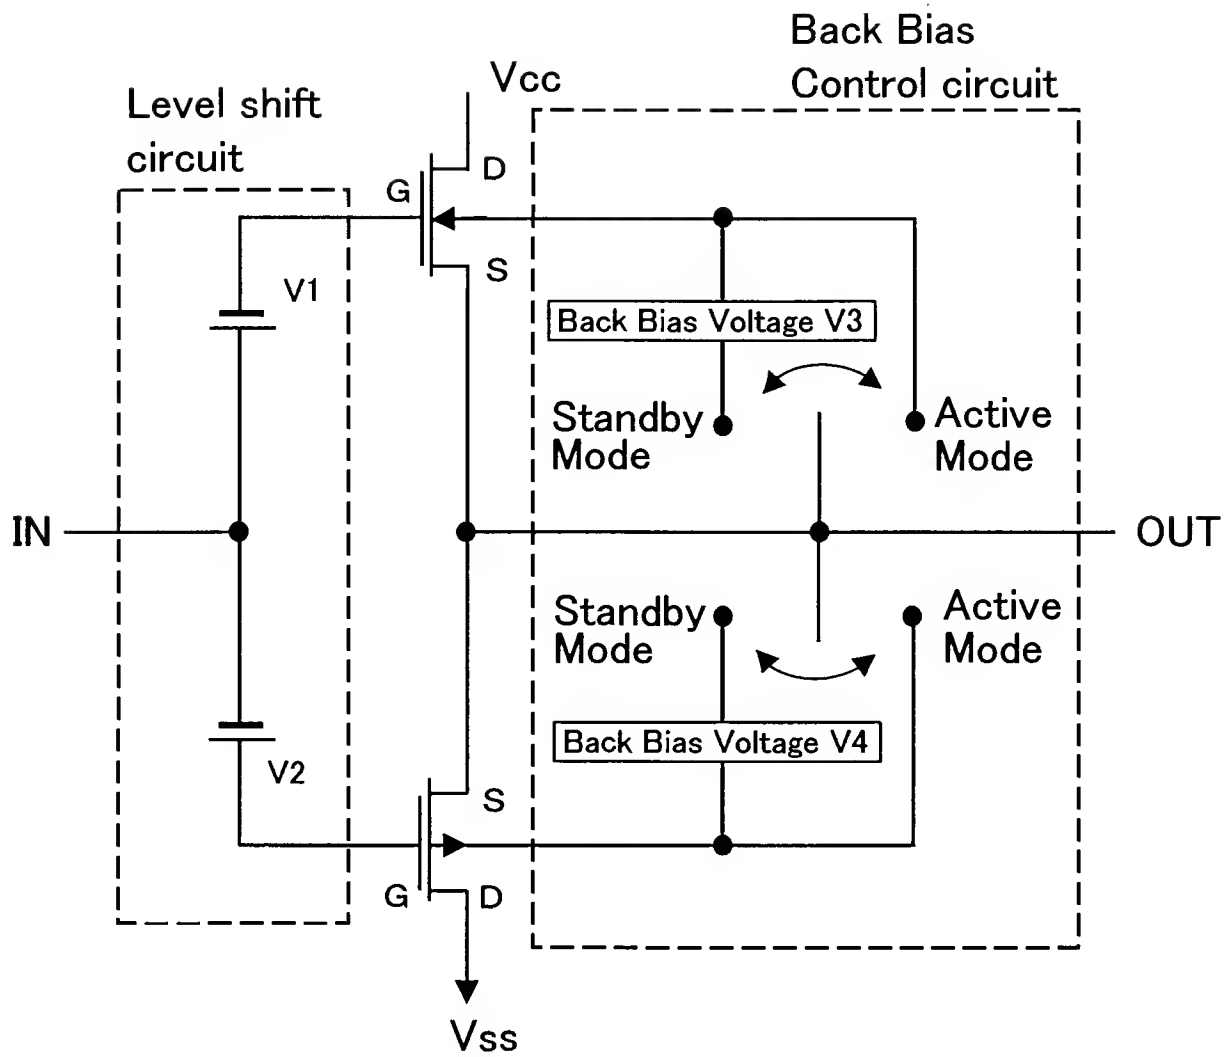 Back Bias
Control circuit
Vcc
Level shift
circuit
D
G
S
V1
Back Bias Voltage V3
Standby
Mode
Active
Mode
IN
OUT
Standby
Mode
Active
Mode
Back Bias Voltage V4
V2
S
G
D
Vss